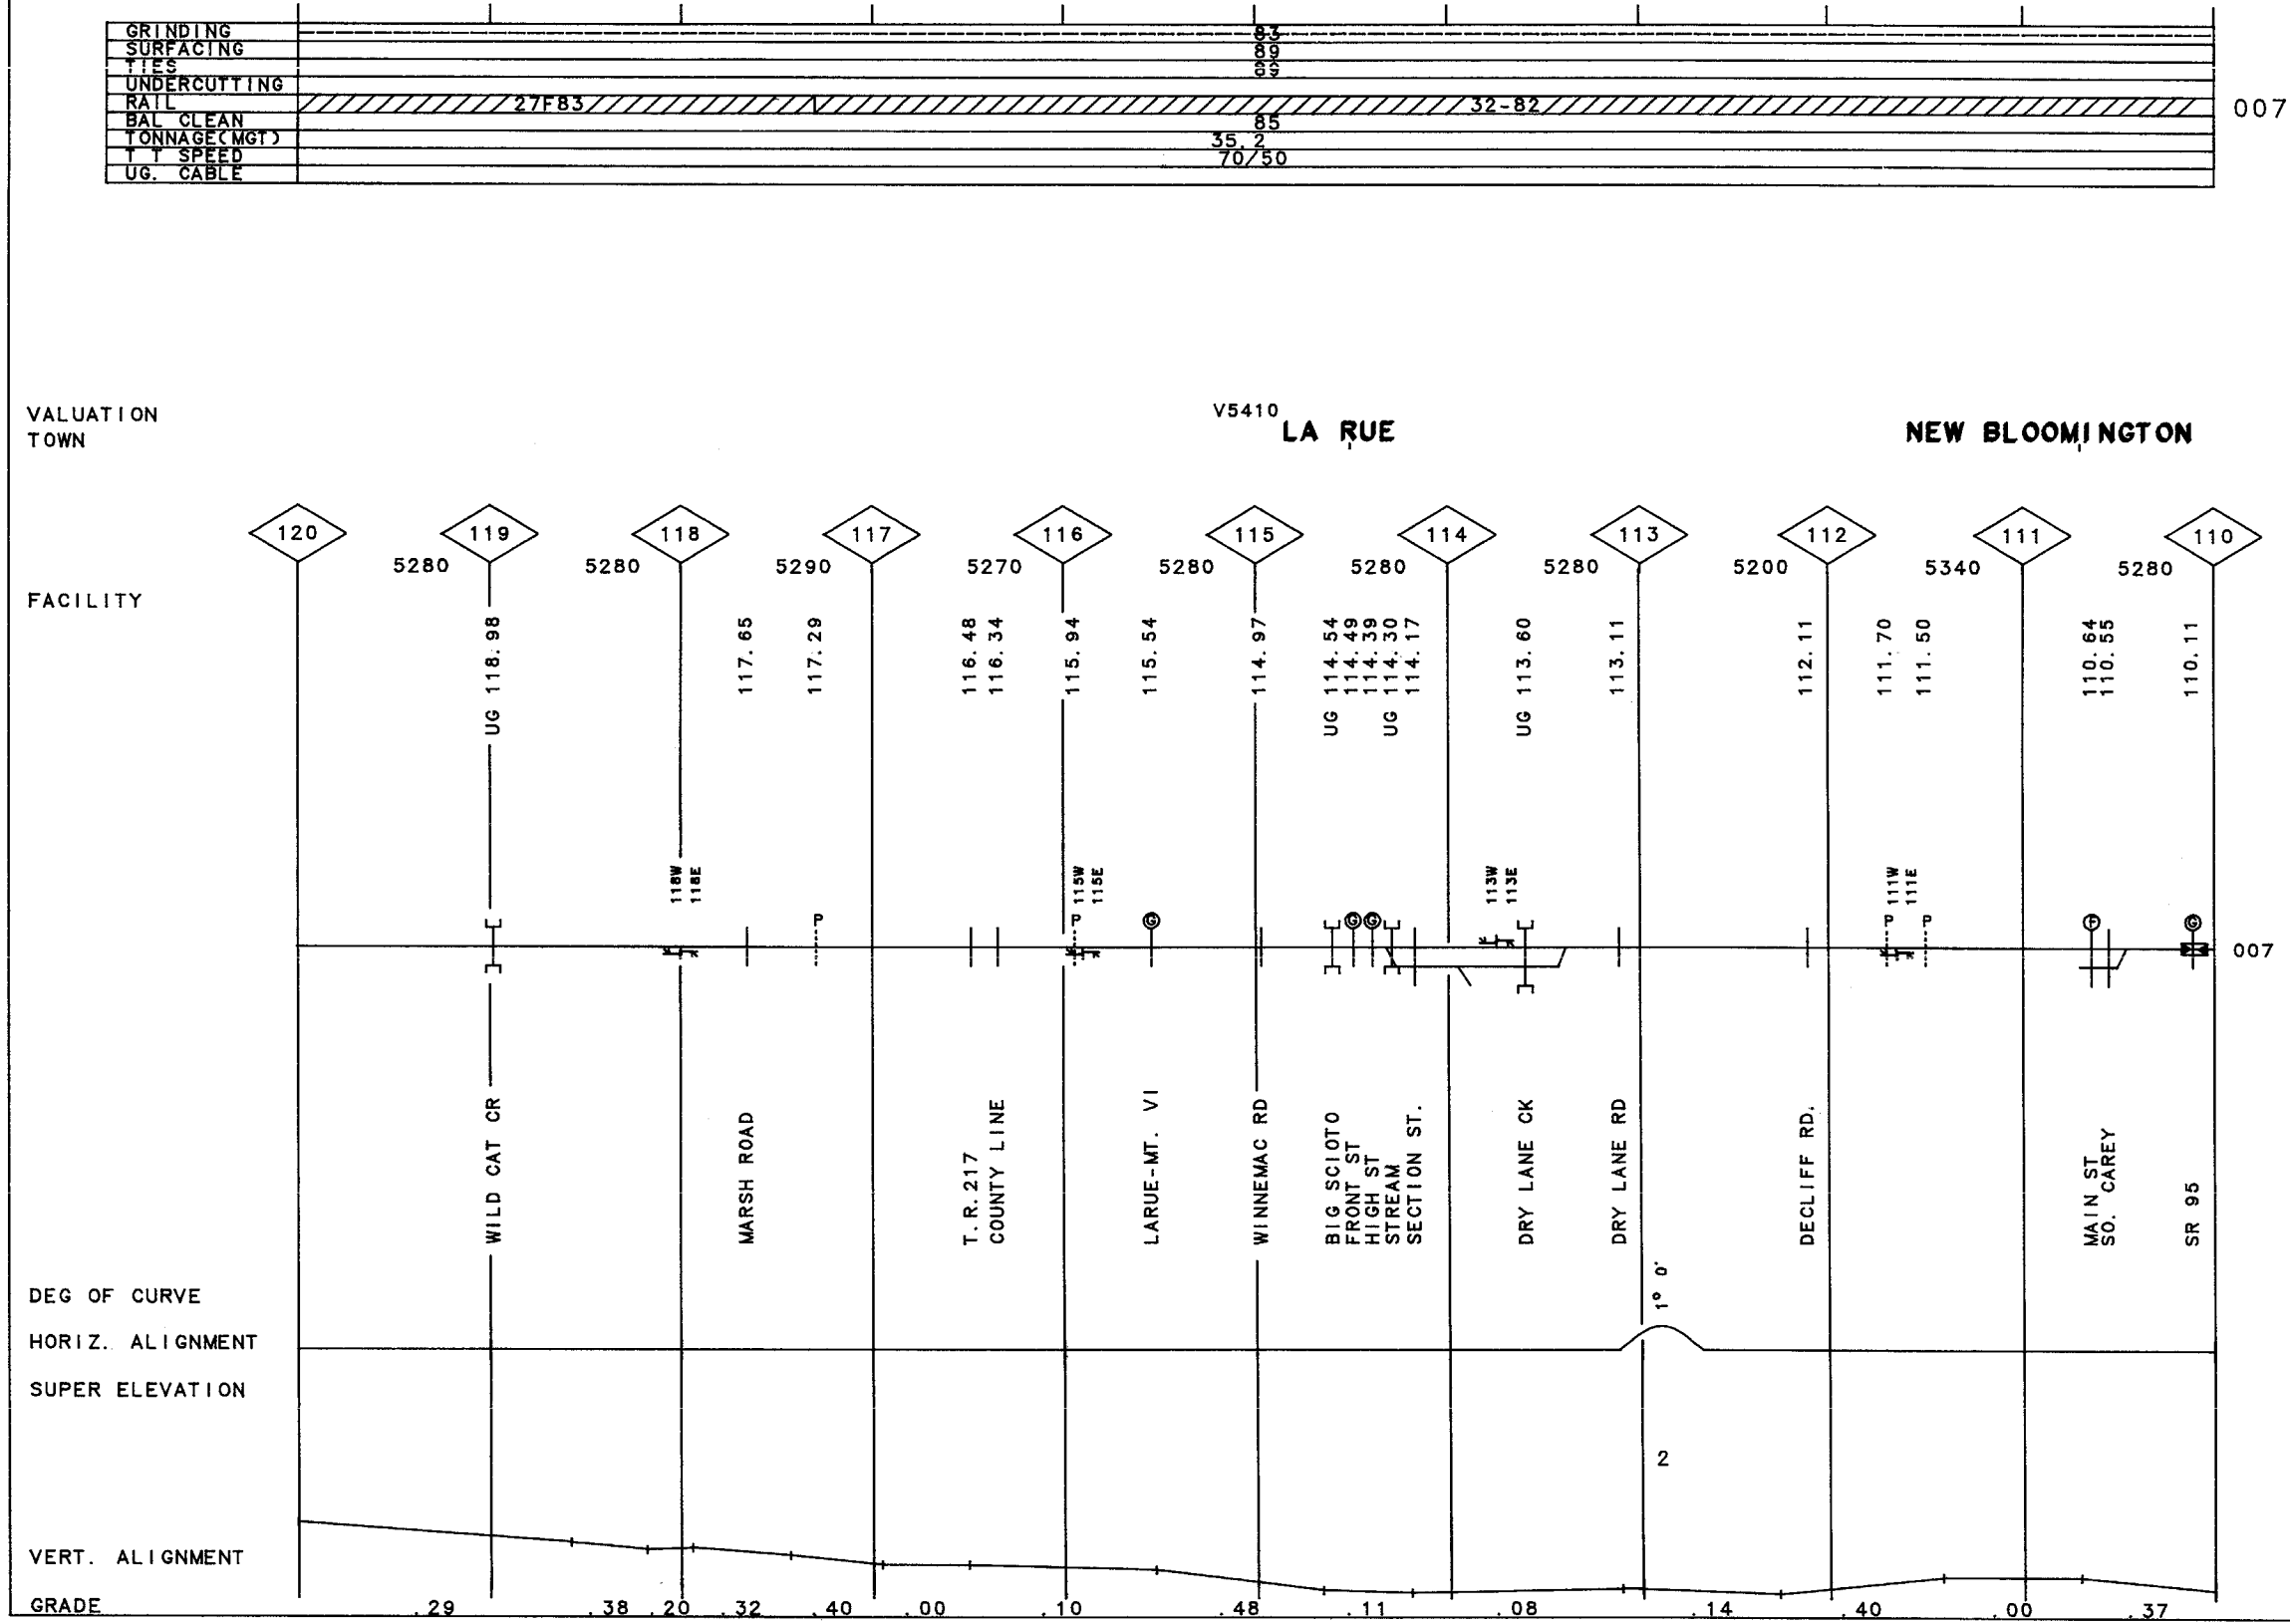 GRINDING 83
SURFACING 89
TIES 89
UNDERCUTTING
RAIL 27F83 32-82 007
BAL CLEAN 85
TONNAGE(MGT) 35.2
T T SPEED 70/50
UG. CABLE
VALUATION V5410
TOWN LA RUE NEW BLOOMINGTON
120 119 118 117 116 115 114 113 112 111 110
5280 5280 5290 5270 5280 5280 5280 5200 5340 5280
FACILITY
UG 118.98
117.65
117.29
116.48
116.34
115.94
115.54
114.97
UG 114.54
114.49
114.39
UG 114.30
114.17
UG 113.60
113.11
112.11
111.70
111.50
110.64
110.55
110.11
118W
118E
115W
115E
113W
113E
111W
111E
P P G G G P P F G
007
WILD CAT CR
MARSH ROAD
T.R.217
COUNTY LINE
LARUE-MT. VI
WINNEMAC RD
BIG SCIOTO
FRONT ST
HIGH ST
STREAM
SECTION ST.
DRY LANE CK
DRY LANE RD
DECLIFF RD.
MAIN ST
SO. CAREY
SR 95
DEG OF CURVE 1° 0'
HORIZ. ALIGNMENT
SUPER ELEVATION
2
VERT. ALIGNMENT
GRADE .29 .38 .20 .32 .40 .00 .10 .48 .11 .08 .14 .40 .00 .37